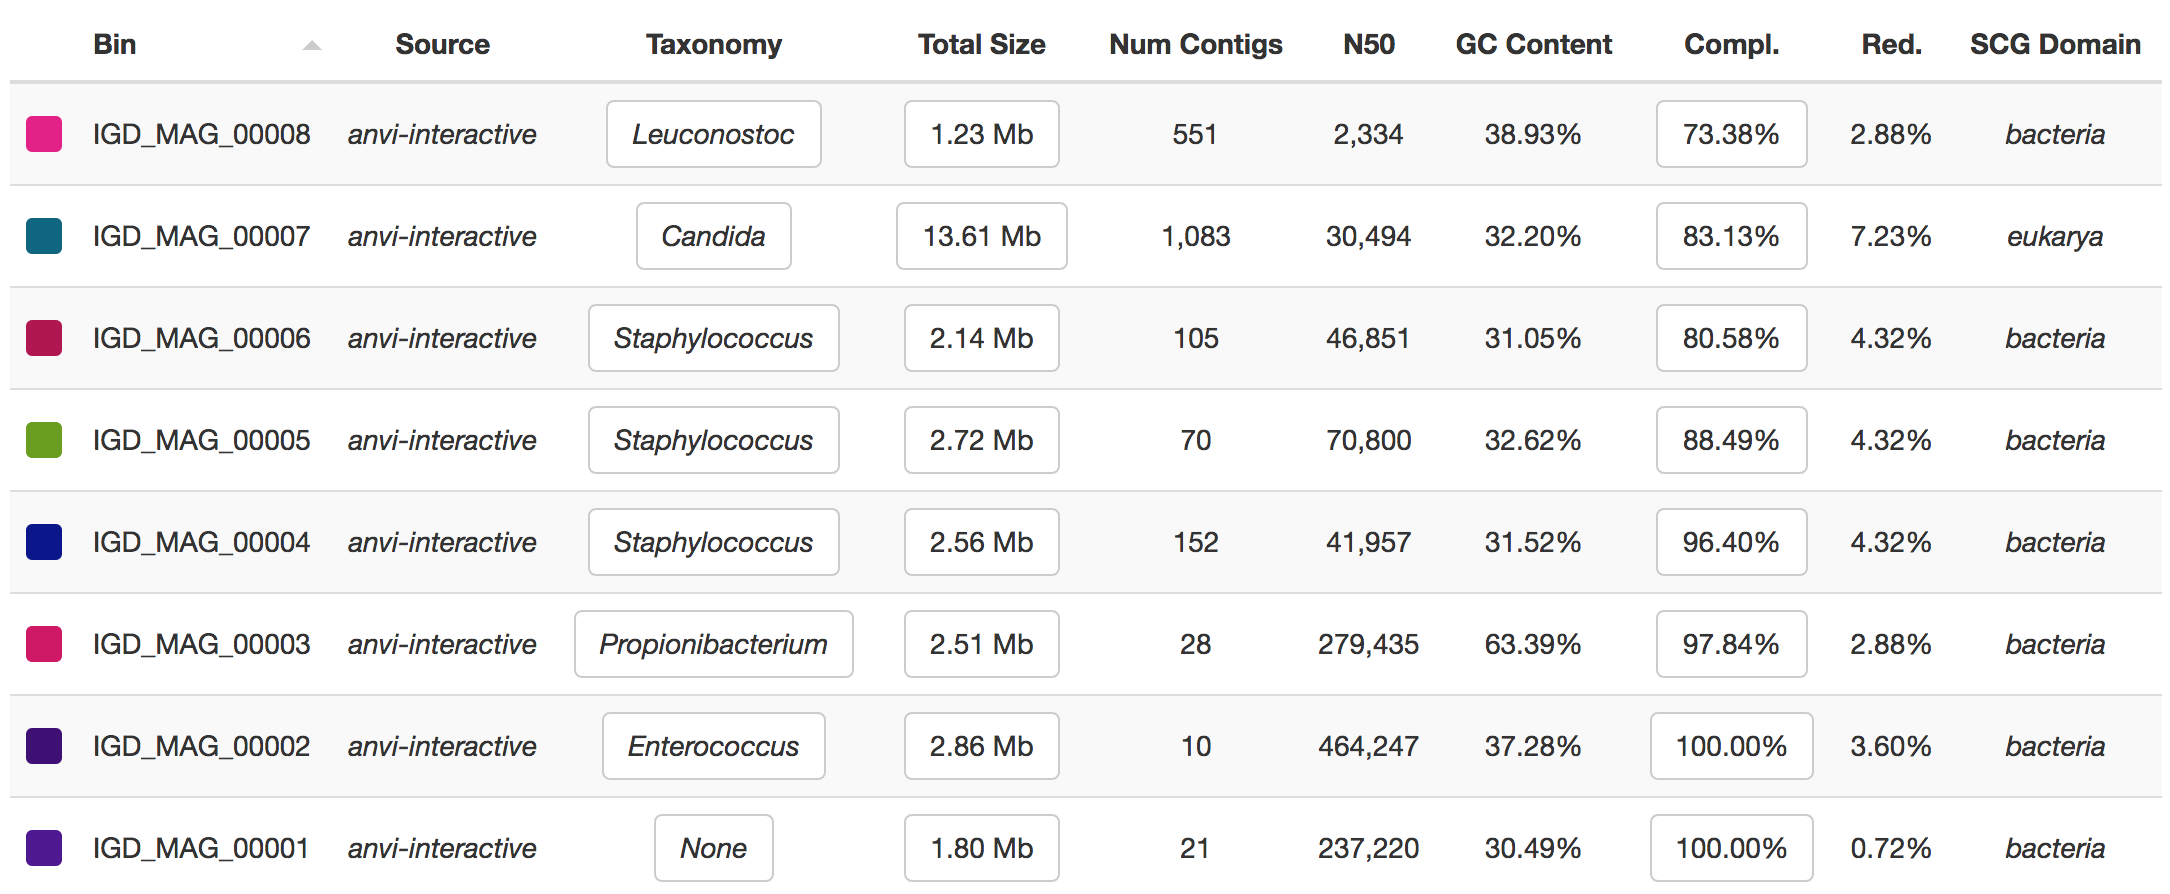 Bin Source Taxonomy Total Size Num Contigs N50 GC Content Compl. Red. SCG Domain
IGD_MAG_00008 anvi-interactive Leuconostoc 1.23 Mb 551 2,334 38.93% 73.38% 2.88% bacteria
IGD_MAG_00007 anvi-interactive Candida 13.61 Mb 1,083 30,494 32.20% 83.13% 7.23% eukarya
IGD_MAG_00006 anvi-interactive Staphylococcus 2.14 Mb 105 46,851 31.05% 80.58% 4.32% bacteria
IGD_MAG_00005 anvi-interactive Staphylococcus 2.72 Mb 70 70,800 32.62% 88.49% 4.32% bacteria
IGD_MAG_00004 anvi-interactive Staphylococcus 2.56 Mb 152 41,957 31.52% 96.40% 4.32% bacteria
IGD_MAG_00003 anvi-interactive Propionibacterium 2.51 Mb 28 279,435 63.39% 97.84% 2.88% bacteria
IGD_MAG_00002 anvi-interactive Enterococcus 2.86 Mb 10 464,247 37.28% 100.00% 3.60% bacteria
IGD_MAG_00001 anvi-interactive None 1.80 Mb 21 237,220 30.49% 100.00% 0.72% bacteria